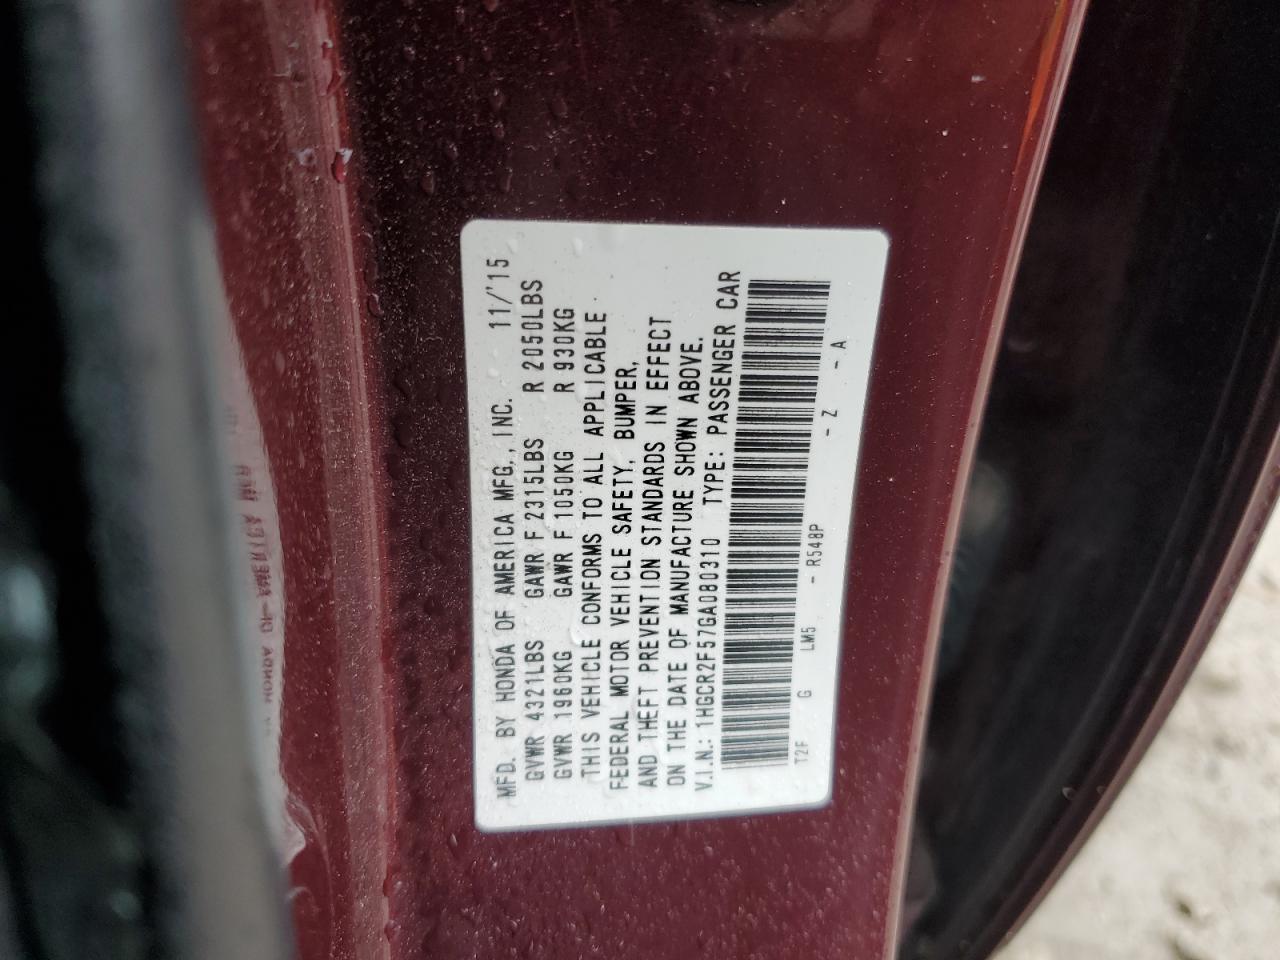 MFD. BY HONDA OF AMERICA MFG., INC. 11/'15
GVWR 4321LBS GAWR F 2315LBS R 2050LBS
GVWR 1960KG GAWR F 1050KG R 930KG
THIS VEHICLE CONFORMS TO ALL APPLICABLE
FEDERAL MOTOR VEHICLE SAFETY, BUMPER,
AND THEFT PREVENTION STANDARDS IN EFFECT
ON THE DATE OF MANUFACTURE SHOWN ABOVE.
V.I.N.: 1HGCR2F57GA080310 TYPE: PASSENGER CAR
T2F G LM5 - R548P - Z - A